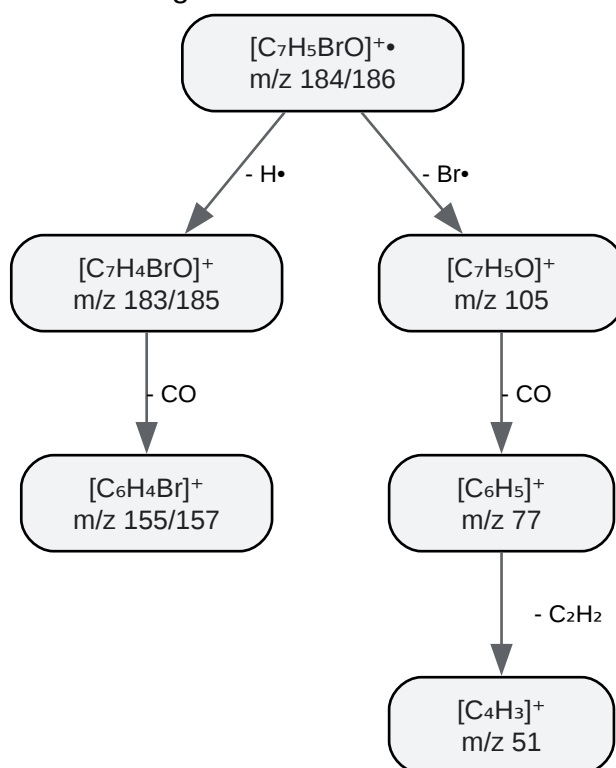 [C₇H₅BrO]⁺•
m/z 184/186
- H•
- Br•
[C₇H₄BrO]⁺
m/z 183/185
[C₇H₅O]⁺
m/z 105
- CO
- CO
[C₆H₄Br]⁺
m/z 155/157
[C₆H₅]⁺
m/z 77
- C₂H₂
[C₄H₃]⁺
m/z 51